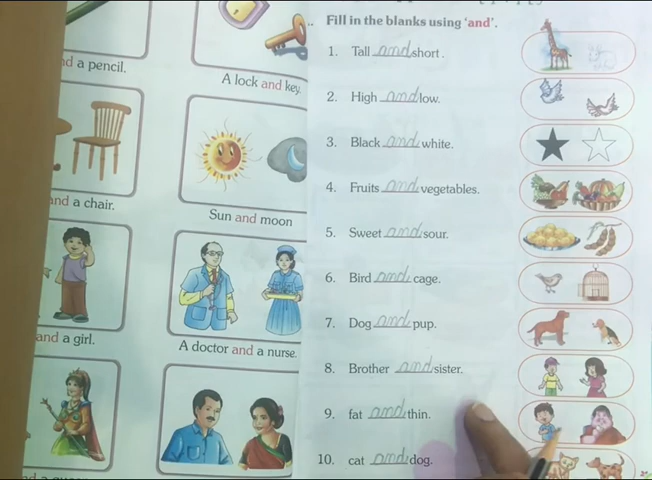 nd a pencil.
A lock and key.
and a chair.
Sun and moon
and a girl.
A doctor and a nurse.
Fill in the blanks using 'and'.
1. Tall and short.
2. High and low.
3. Black and white.
4. Fruits and vegetables.
5. Sweet and sour.
6. Bird and cage.
7. Dog and pup.
8. Brother and sister.
9. fat and thin.
10. cat and dog.